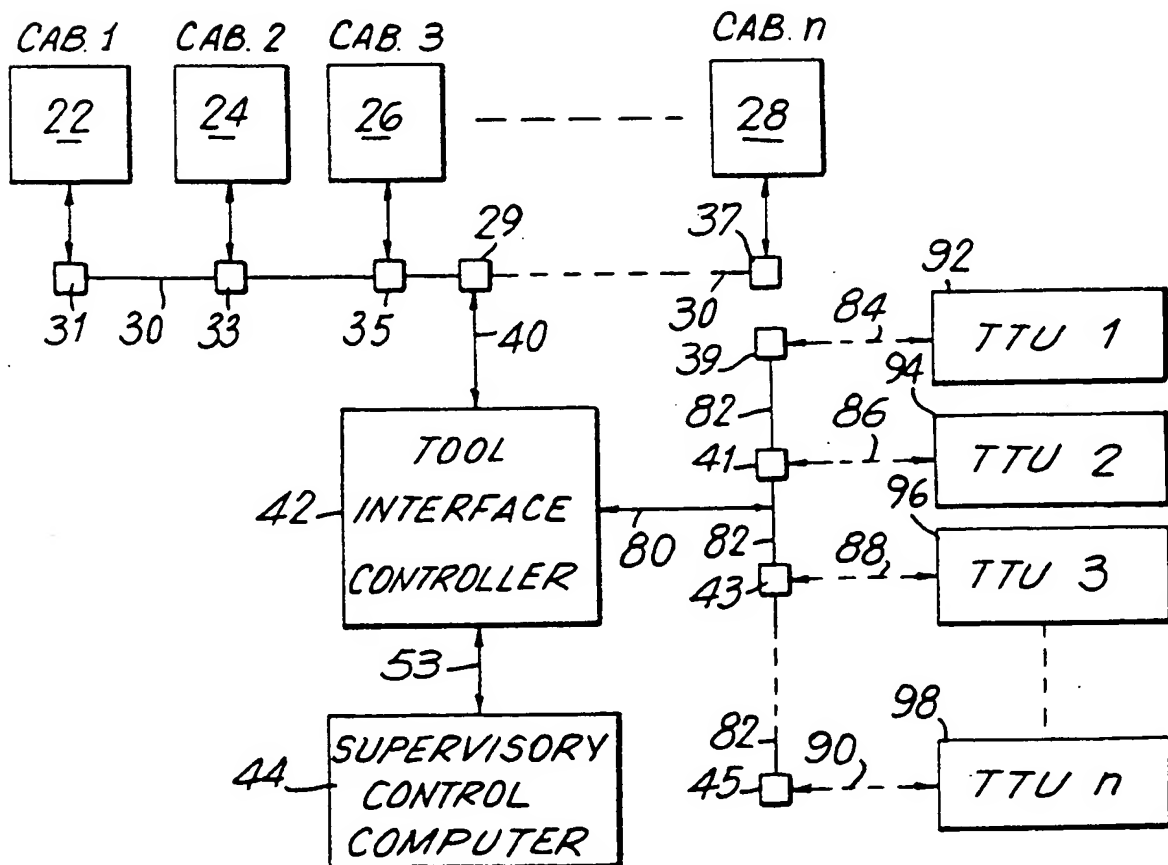 CAB. 1 CAB. 2 CAB. 3 CAB. n
22 24 26 28
29 37
31 30 33 35 30
40
92
39 84 TTU 1
94
82 86
41 TTU 2
TOOL
96
42 INTERFACE
80 82 88
CONTROLLER 43 TTU 3
53
98
82 90
44 SUPERVISORY 45 TTU n
CONTROL
COMPUTER